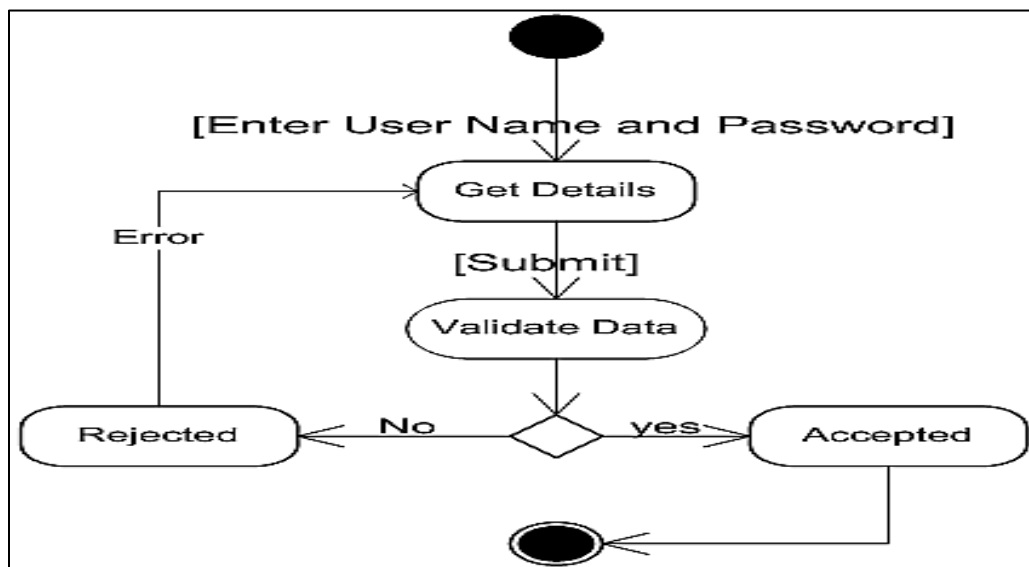 [Enter User Name and Password]
Get Details
Error
[Submit]
Validate Data
Rejected
No
yes
Accepted